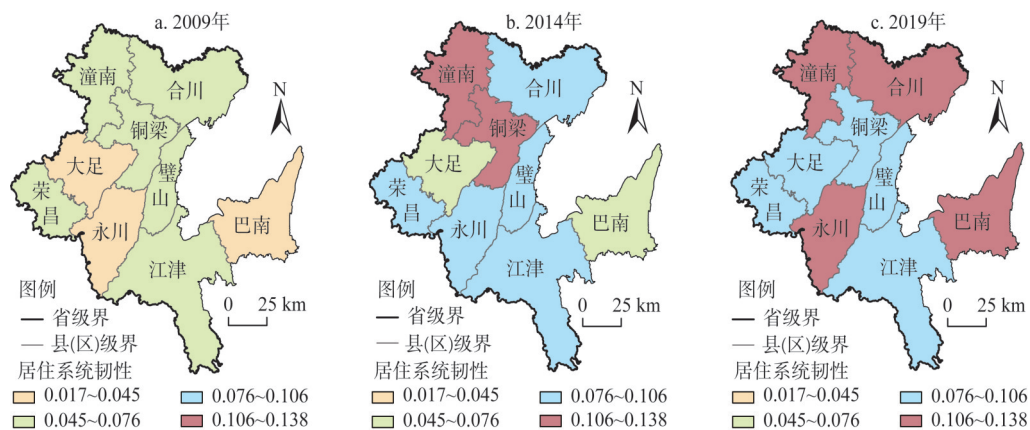 a. 2009年
N
潼南
合川
铜梁
大足
璧山
荣昌
永川
巴南
江津
图例
0 25 km
省级界
县(区)级界
居住系统韧性
0.017~0.045
0.076~0.106
0.045~0.076
0.106~0.138
b. 2014年
N
潼南
合川
铜梁
大足
璧山
荣昌
永川
巴南
江津
图例
0 25 km
省级界
县(区)级界
居住系统韧性
0.017~0.045
0.076~0.106
0.045~0.076
0.106~0.138
c. 2019年
N
潼南
合川
铜梁
大足
璧山
荣昌
永川
巴南
江津
图例
0 25 km
省级界
县(区)级界
居住系统韧性
0.017~0.045
0.076~0.106
0.045~0.076
0.106~0.138